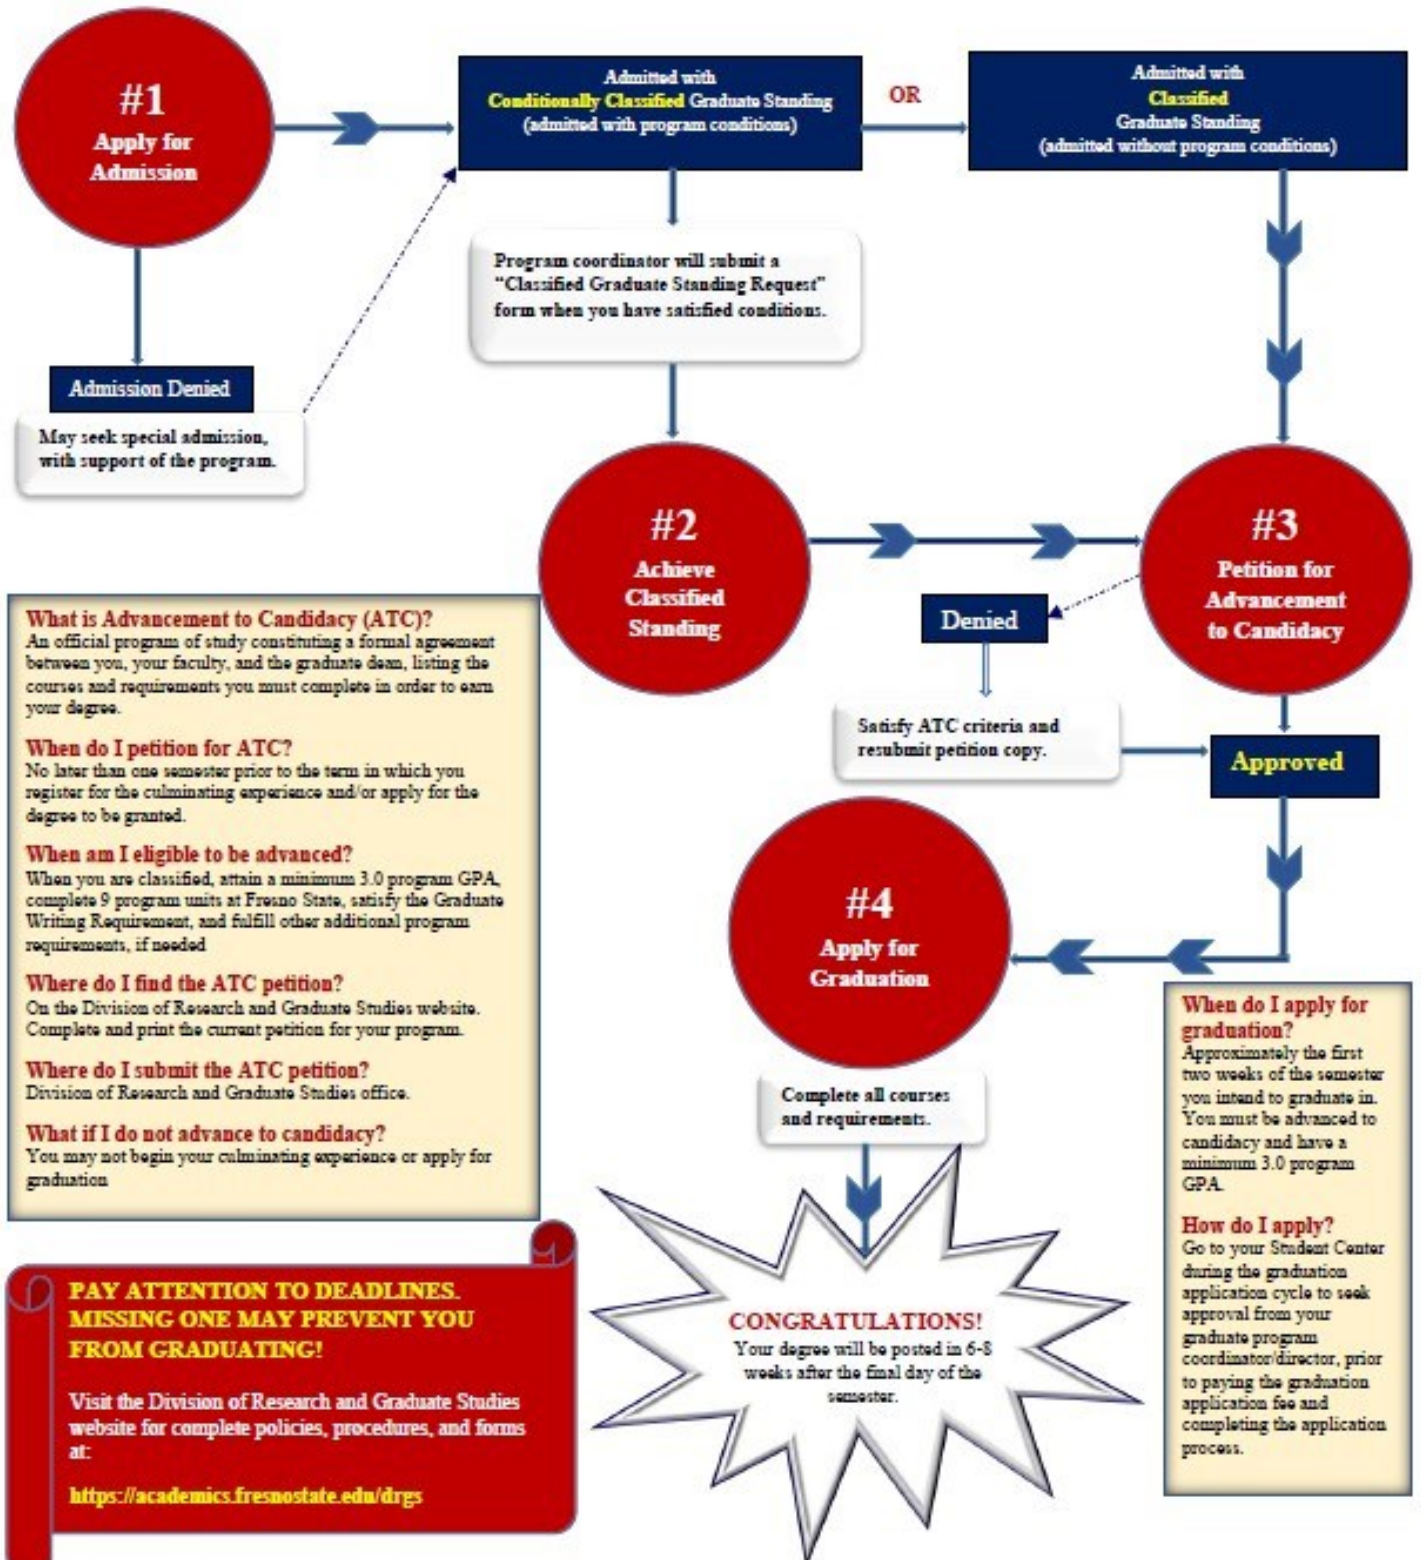 #1
Apply for
Admission
Admitted with
Conditionally Classified Graduate Standing
(admitted with program conditions)
OR
Admitted with
Classified
Graduate Standing
(admitted without program conditions)
Program coordinator will submit a
“Classified Graduate Standing Request”
form when you have satisfied conditions.
Admission Denied
May seek special admission,
with support of the program.
#2
Achieve
Classified
Standing
#3
Petition for
Advancement
to Candidacy
Denied
Satisfy ATC criteria and
resubmit petition copy.
Approved
What is Advancement to Candidacy (ATC)?
An official program of study constituting a formal agreement
between you, your faculty, and the graduate dean, listing the
courses and requirements you must complete in order to earn
your degree.
When do I petition for ATC?
No later than one semester prior to the term in which you
register for the culminating experience and/or apply for the
degree to be granted.
When am I eligible to be advanced?
When you are classified, attain a minimum 3.0 program GPA,
complete 9 program units at Fresno State, satisfy the Graduate
Writing Requirement, and fulfill other additional program
requirements, if needed
Where do I find the ATC petition?
On the Division of Research and Graduate Studies website.
Complete and print the current petition for your program.
Where do I submit the ATC petition?
Division of Research and Graduate Studies office.
What if I do not advance to candidacy?
You may not begin your culminating experience or apply for
graduation
#4
Apply for
Graduation
Complete all courses
and requirements.
When do I apply for
graduation?
Approximately the first
two weeks of the semester
you intend to graduate in.
You must be advanced to
candidacy and have a
minimum 3.0 program
GPA.
How do I apply?
Go to your Student Center
during the graduation
application cycle to seek
approval from your
graduate program
coordinator/director, prior
to paying the graduation
application fee and
completing the application
process.
PAY ATTENTION TO DEADLINES.
MISSING ONE MAY PREVENT YOU
FROM GRADUATING!
Visit the Division of Research and Graduate Studies
website for complete policies, procedures, and forms
at:
https://academics.fresnostate.edu/drgs
CONGRATULATIONS!
Your degree will be posted in 6-8
weeks after the final day of the
semester.